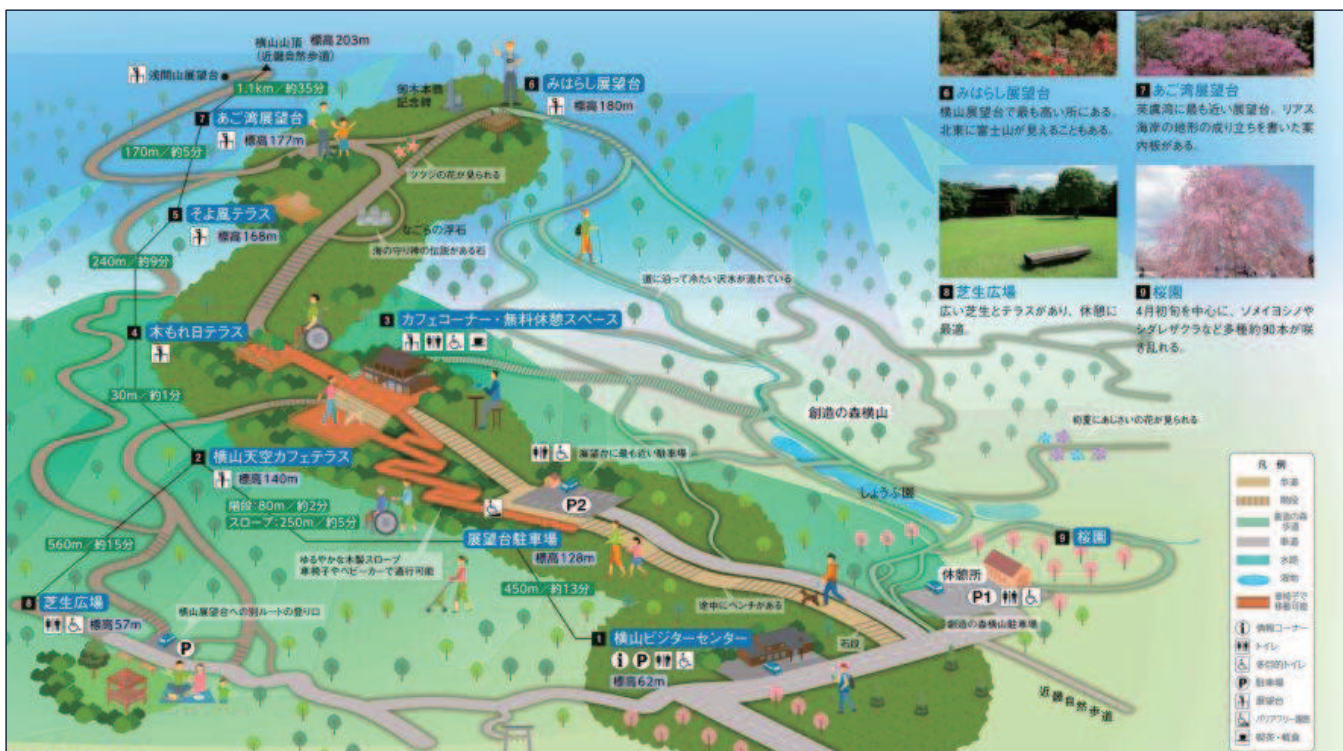 横山山頂 標高203m
(近畿自然歩道)
浅間山展望台
1.1km/約35分
7 あご湾展望台
標高177m
170m/約5分
記念碑
6 みはらし展望台
標高180m
ツツジの花が見られる
5 そよ風テラス
標高168m
240m/約9分
なごらの浮石
海の守り神の伝説がある石
道に沿って冷たい沢水が流れている
4 木もれ日テラス
30m/約1分
3 カフェコーナー・無料休憩スペース
創造の森横山
初夏にあじさいの花が見られる
2 横山天空カフェテラス
標高140m
階段:80m/約2分
スロープ:250m/約5分
展望台に最も近い駐車場
P2
しょうぶ園
展望台駐車場
標高128m
560m/約15分
ゆるやかな木製スロープ
車椅子やベビーカーで通行可能
450m/約13分
途中にベンチがある
9 桜園
休憩所
P1
創造の森横山駐車場
8 芝生広場
標高57m
P
横山展望台への別ルートの登り口
1 横山ビジターセンター
i P
標高62m
石段
近畿自然歩道
6 みはらし展望台
横山展望台で最も高い所にある。
北東に富士山が見えることもある。
7 あご湾展望台
英虞湾に最も近い展望台。リアス
海岸の地形の成り立ちを書いた案
内板がある。
8 芝生広場
広い芝生とテラスがあり、休憩に
最適。
9 桜園
4月初旬を中心に、ソメイヨシノや
シダレザクラなど多種約90本が咲
き乱れる。
凡例
歩道
階段
創造の森
歩道
車道
水路
湿地
車椅子で
移動可能
i 情報コーナー
トイレ
多目的トイレ
P 駐車場
展望台
喫茶・軽食